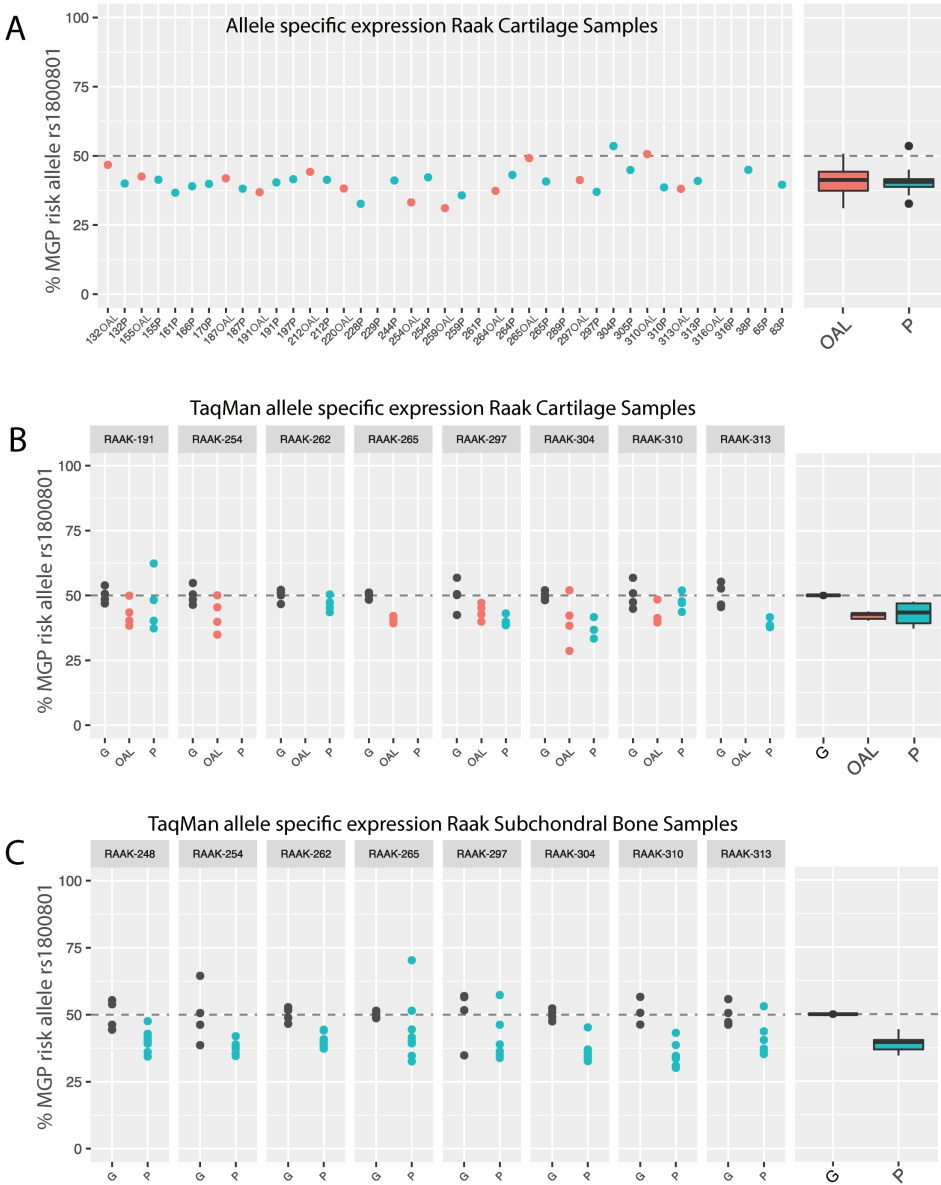 A
Allele specific expression Raak Cartilage Samples
% MGP risk allele rs1800801
100
75
50
25
0
132OAL 132P 155OAL 155P 161P 166P 170P 187OAL 187P 191OAL 191P 197P 212OAL 212P 220OAL 228P 229P 244P 254OAL 254P 259OAL 259P 261P 264OAL 264P 265OAL 265P 289P 297OAL 297P 304P 305P 310OAL 310P 313OAL 313P 316OAL 316P 38P 65P 83P
OAL P
B
TaqMan allele specific expression Raak Cartilage Samples
RAAK-191 RAAK-254 RAAK-262 RAAK-265 RAAK-297 RAAK-304 RAAK-310 RAAK-313
% MGP risk allele rs1800801
100
75
50
25
0
G OAL P G OAL P G OAL P G OAL P G OAL P G OAL P G OAL P G OAL P
G OAL P
C
TaqMan allele specific expression Raak Subchondral Bone Samples
RAAK-248 RAAK-254 RAAK-262 RAAK-265 RAAK-297 RAAK-304 RAAK-310 RAAK-313
% MGP risk allele rs1800801
100
75
50
25
0
G P G P G P G P G P G P G P G P
G P